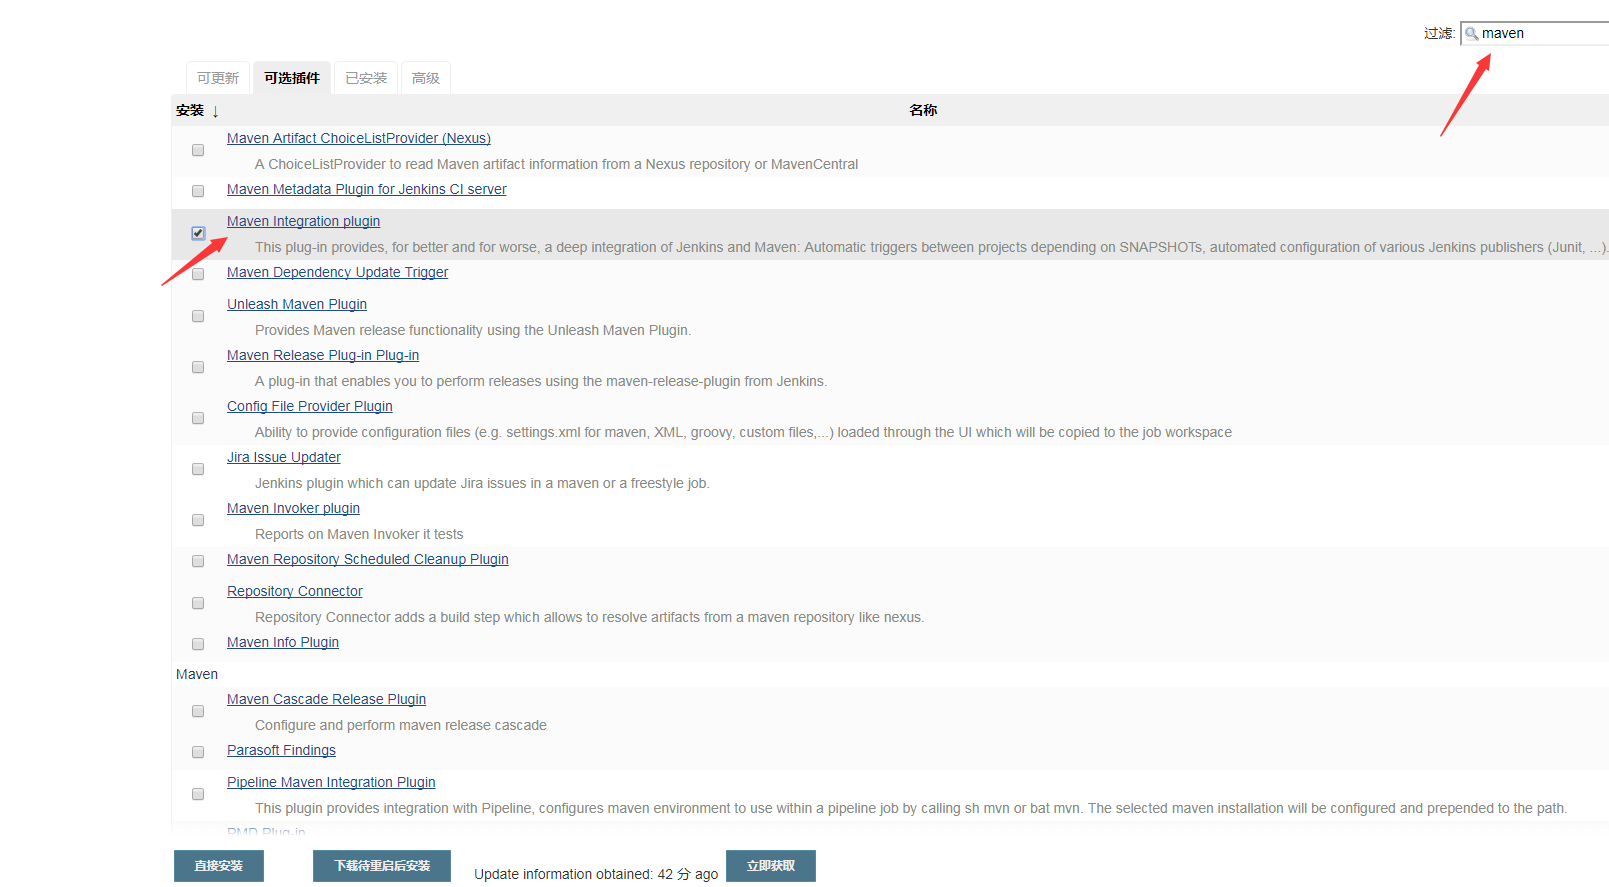 过滤: maven
可更新 可选插件 已安装 高级
安装 ↓ 名称
Maven Artifact ChoiceListProvider (Nexus)
A ChoiceListProvider to read Maven artifact information from a Nexus repository or MavenCentral
Maven Metadata Plugin for Jenkins CI server
Maven Integration plugin
This plug-in provides, for better and for worse, a deep integration of Jenkins and Maven: Automatic triggers between projects depending on SNAPSHOTs, automated configuration of various Jenkins publishers (Junit, ...).
Maven Dependency Update Trigger
Unleash Maven Plugin
Provides Maven release functionality using the Unleash Maven Plugin.
Maven Release Plug-in Plug-in
A plug-in that enables you to perform releases using the maven-release-plugin from Jenkins.
Config File Provider Plugin
Ability to provide configuration files (e.g. settings.xml for maven, XML, groovy, custom files,...) loaded through the UI which will be copied to the job workspace
Jira Issue Updater
Jenkins plugin which can update Jira issues in a maven or a freestyle job.
Maven Invoker plugin
Reports on Maven Invoker it tests
Maven Repository Scheduled Cleanup Plugin
Repository Connector
Repository Connector adds a build step which allows to resolve artifacts from a maven repository like nexus.
Maven Info Plugin
Maven
Maven Cascade Release Plugin
Configure and perform maven release cascade
Parasoft Findings
Pipeline Maven Integration Plugin
This plugin provides integration with Pipeline, configures maven environment to use within a pipeline job by calling sh mvn or bat mvn. The selected maven installation will be configured and prepended to the path.
PMD Plug-in
直接安装 下载待重启后安装 Update information obtained: 42 分 ago 立即获取